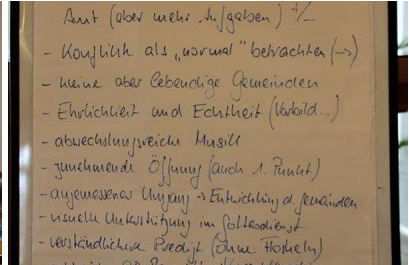 Amt (aber mehr Aufgaben) +/-
- Konflikte als „normal" betrachten (→)
- kleine aber lebendige Gemeinden
- Ehrlichkeit und Echtheit (Vorbild...)
- abwechslungsreiche Musik
- zunehmende Öffnung (auch 1. Punkt)
- angemessener Umgang → Entwicklung d. Gemeinden
- visuelle Unterstützung im Gottesdienst
- verständlichere Predigt (ohne Floskeln)